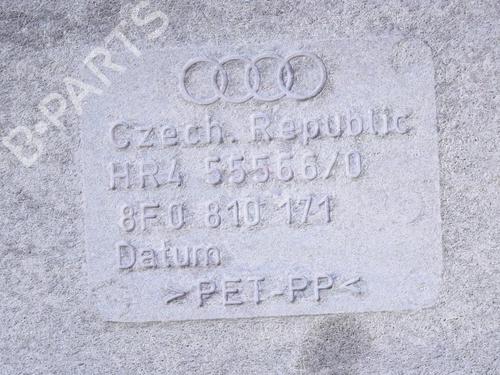 B-PARTS
Czech. Republic
HR4 55566/0
8F0 810 171
Datum
>PET-PP<